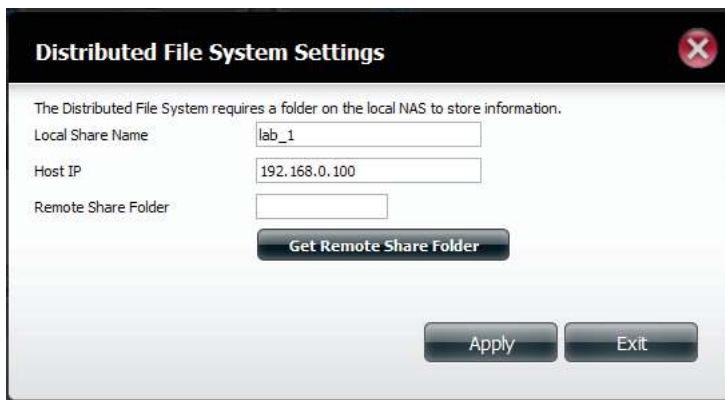 Distributed File System Settings
The Distributed File System requires a folder on the local NAS to store information.
Local Share Name lab_1
Host IP 192.168.0.100
Remote Share Folder
Get Remote Share Folder
Apply Exit